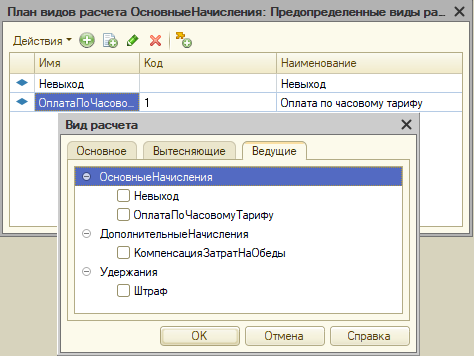 План видов расчета ОсновныеНачисления: Предопределенные виды ра...
Действия
Имя Код Наименование
Невыход Невыход
ОплатаПоЧасово... 1 Оплата по часовому тарифу
Вид расчета
Основное Вытесняющие Ведущие
ОсновныеНачисления
Невыход
ОплатаПоЧасовомуТарифу
ДополнительныеНачисления
КомпенсацияЗатратНаОбеды
Удержания
Штраф
OK Отмена Справка